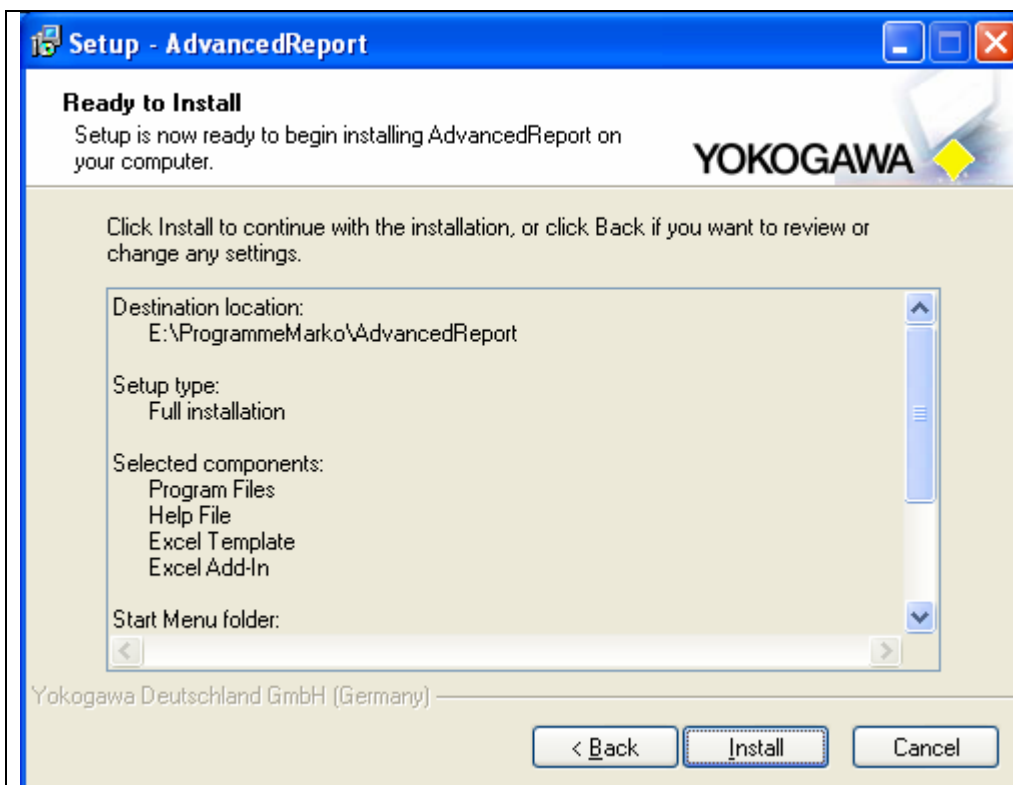 Setup - AdvancedReport
Ready to Install
Setup is now ready to begin installing AdvancedReport on
your computer.
YOKOGAWA
Click Install to continue with the installation, or click Back if you want to review or
change any settings.
Destination location:
E:\ProgrammeMarko\AdvancedReport
Setup type:
Full installation
Selected components:
Program Files
Help File
Excel Template
Excel Add-In
Start Menu folder:
Yokogawa Deutschland GmbH (Germany)
< Back
Install
Cancel